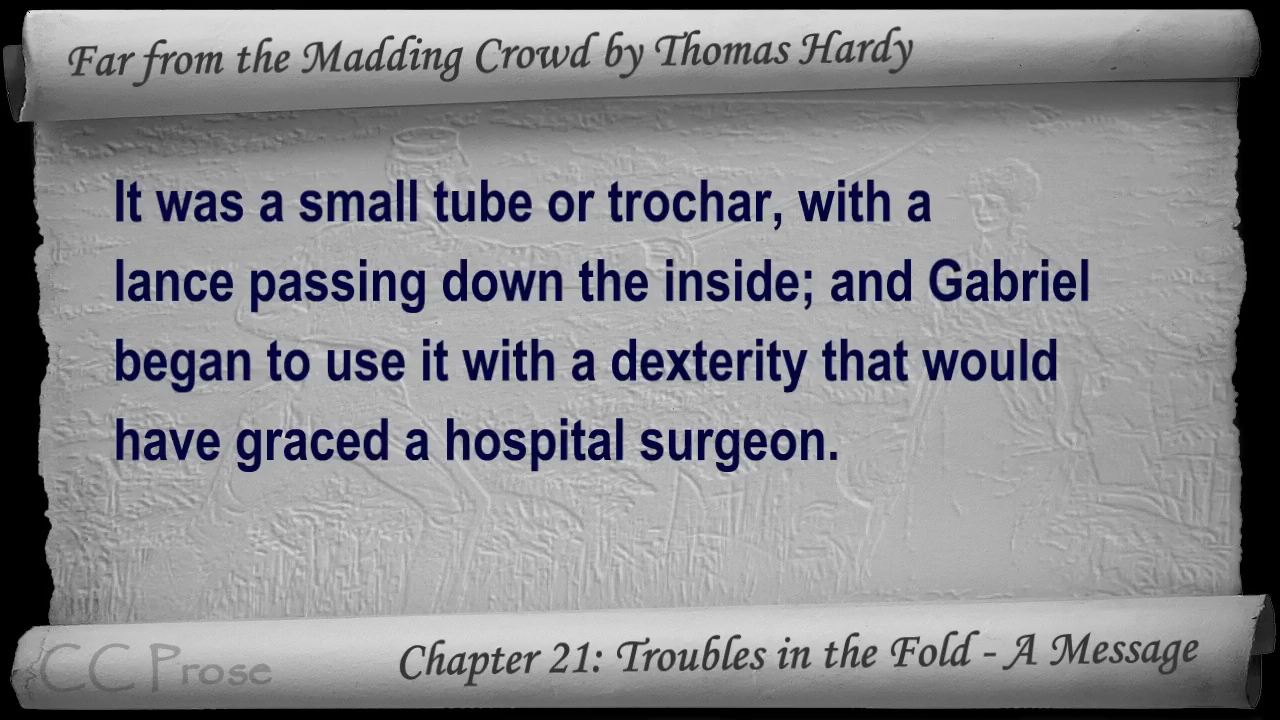 Far from the Madding Crowd by Thomas Hardy
It was a small tube or trochar, with a
lance passing down the inside; and Gabriel
began to use it with a dexterity that would
have graced a hospital surgeon.
CC Prose
Chapter 21: Troubles in the Fold - A Message